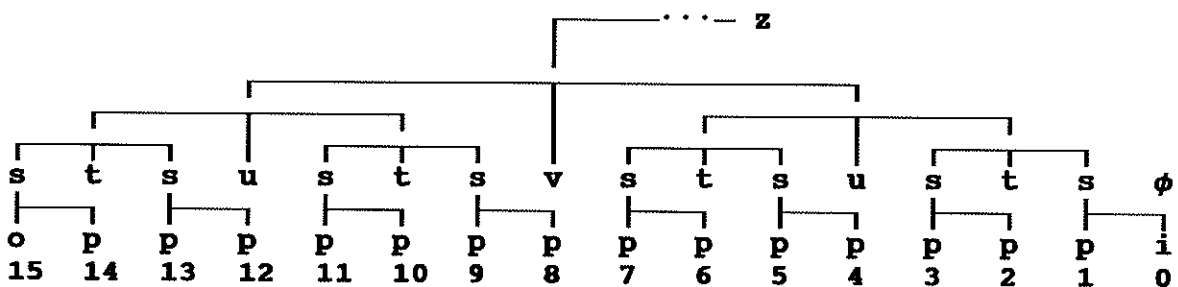 ··· z
s t s u s t s v s t s u s t s φ
o p p p p p p p p p p p p p p i
15 14 13 12 11 10 9 8 7 6 5 4 3 2 1 0